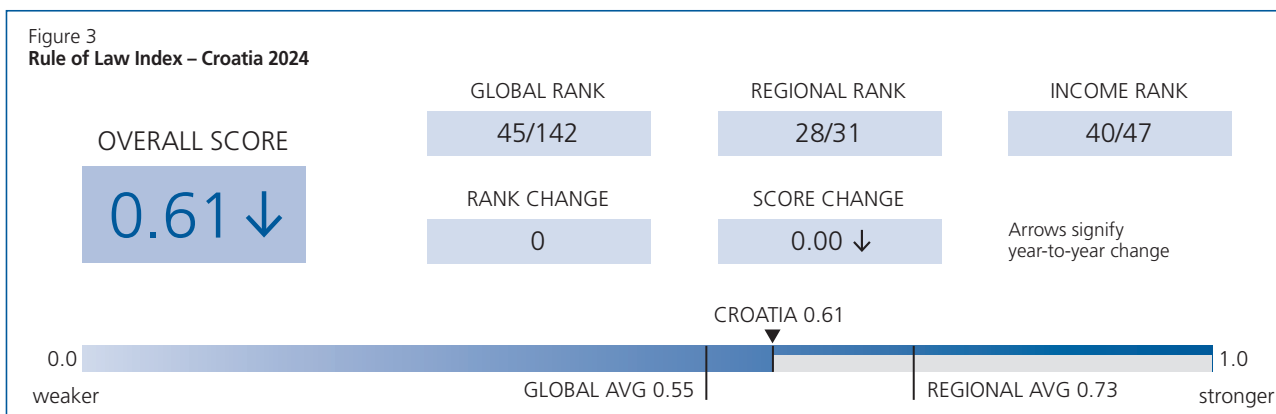 Figure 3
Rule of Law Index – Croatia 2024
OVERALL SCORE
0.61 ↓
GLOBAL RANK
45/142
REGIONAL RANK
28/31
INCOME RANK
40/47
RANK CHANGE
0
SCORE CHANGE
0.00 ↓
Arrows signify
year-to-year change
CROATIA 0.61
0.0
1.0
weaker
GLOBAL AVG 0.55
REGIONAL AVG 0.73
stronger